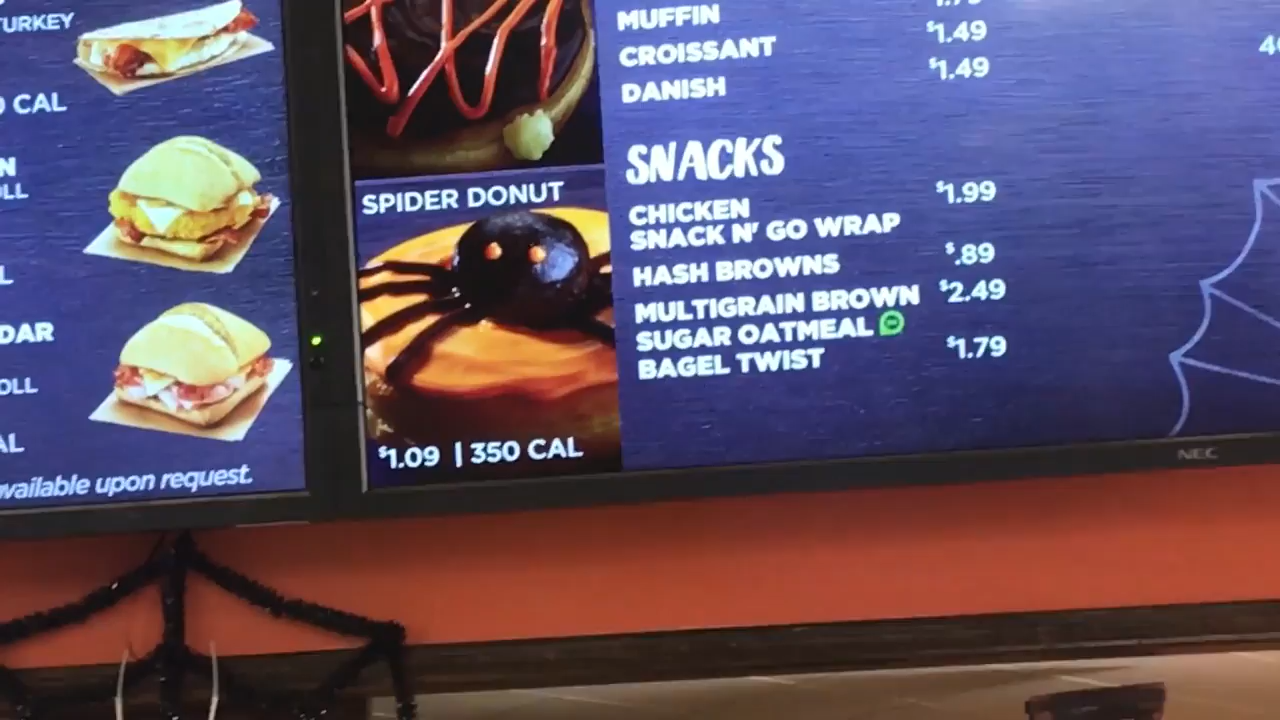 TURKEY
CAL
available upon request.
SPIDER DONUT
$1.09 | 350 CAL
MUFFIN
CROISSANT $1.49
DANISH $1.49
SNACKS
CHICKEN $1.99
SNACK N' GO WRAP
HASH BROWNS $.89
MULTIGRAIN BROWN $2.49
SUGAR OATMEAL
BAGEL TWIST $1.79
NEC